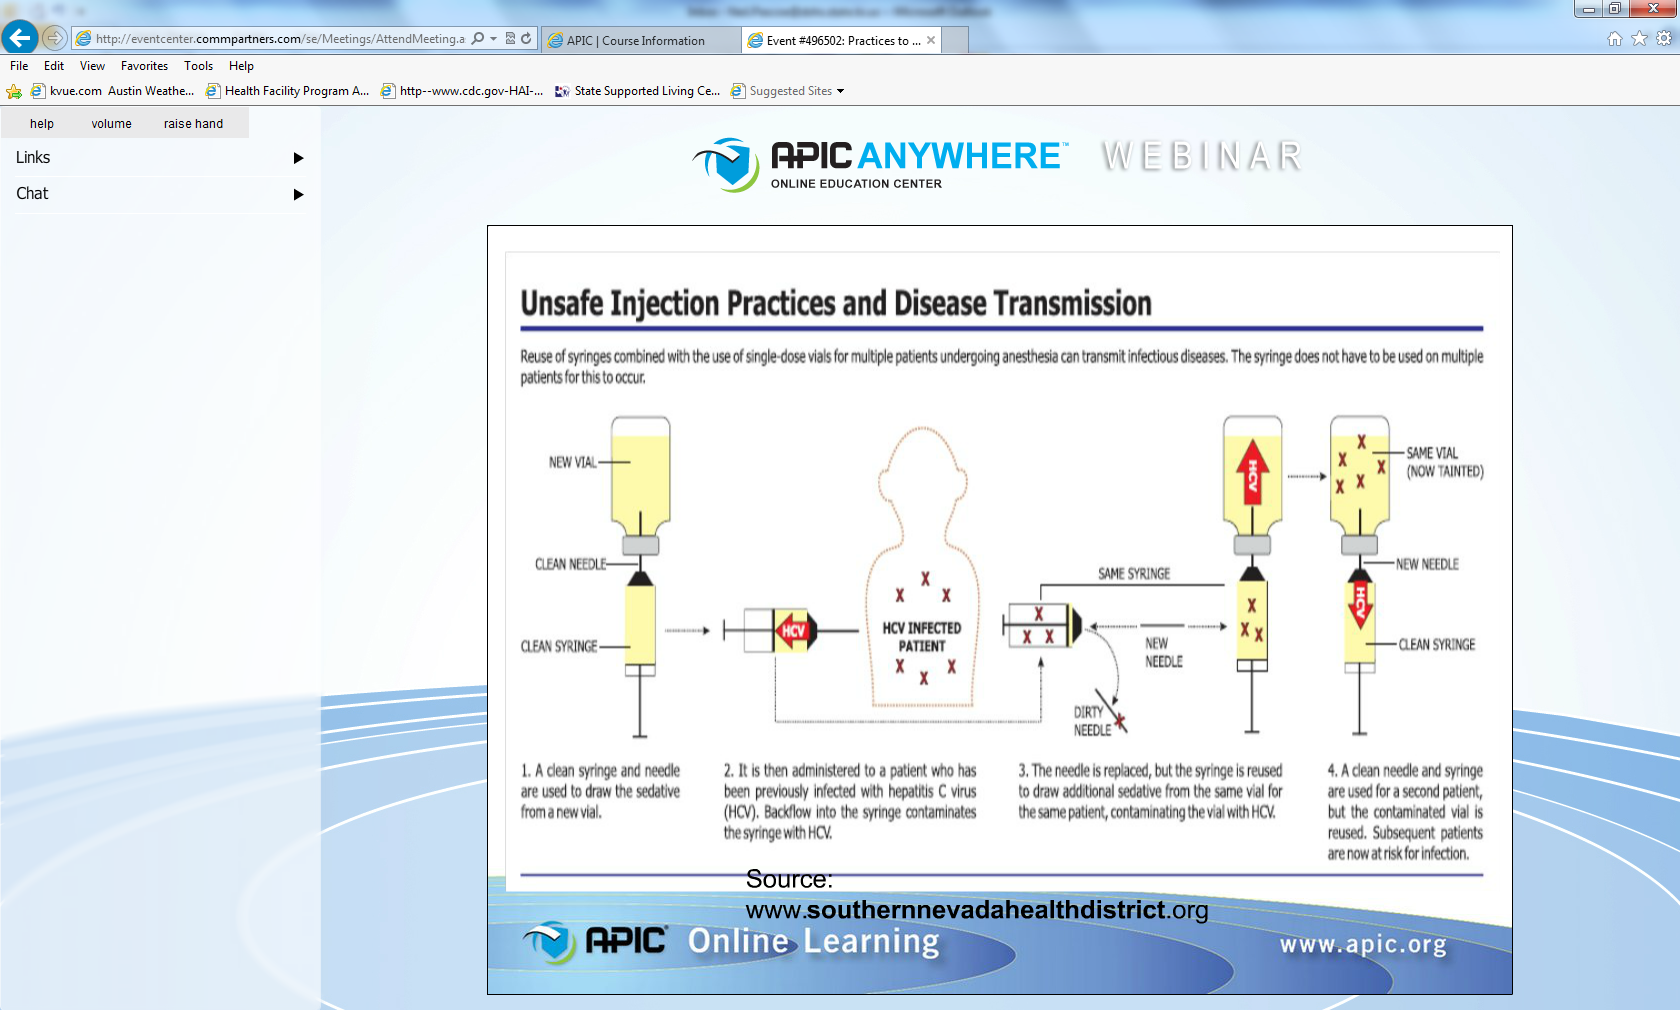 http://eventcenter.commpartners.com/se/Meetings/AttendMeeting.a
APIC | Course Information
Event #496502: Practices to ...
File Edit View Favorites Tools Help
kvue.com Austin Weathe...
Health Facility Program A...
http--www.cdc.gov-HAI-...
State Supported Living Ce...
Suggested Sites
help volume raise hand
Links
Chat
APIC ANYWHERE™ WEBINAR
ONLINE EDUCATION CENTER
Unsafe Injection Practices and Disease Transmission
Reuse of syringes combined with the use of single-dose vials for multiple patients undergoing anesthesia can transmit infectious diseases. The syringe does not have to be used on multiple
patients for this to occur.
NEW VIAL
CLEAN NEEDLE
CLEAN SYRINGE
HCV
X
X X
HCV INFECTED
PATIENT
X X
X
SAME SYRINGE
X
X X
NEW
NEEDLE
DIRTY
NEEDLE
X
HCV
X
X X
X
X X
X X
SAME VIAL
(NOW TAINTED)
NEW NEEDLE
HCV
CLEAN SYRINGE
1. A clean syringe and needle
are used to draw the sedative
from a new vial.
2. It is then administered to a patient who has
been previously infected with hepatitis C virus
(HCV). Backflow into the syringe contaminates
the syringe with HCV.
3. The needle is replaced, but the syringe is reused
to draw additional sedative from the same vial for
the same patient, contaminating the vial with HCV.
4. A clean needle and syringe
are used for a second patient,
but the contaminated vial is
reused. Subsequent patients
are now at risk for infection.
Source:
www.southernnevadahealthdistrict.org
APIC® Online Learning
www.apic.org